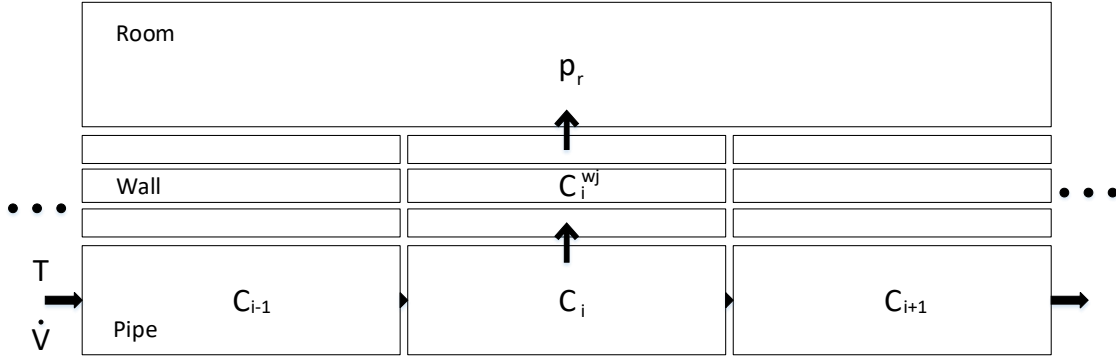 Room
p_r
Wall
C_i^wj
T
C_i-1
C_i
C_i+1
V̇
Pipe